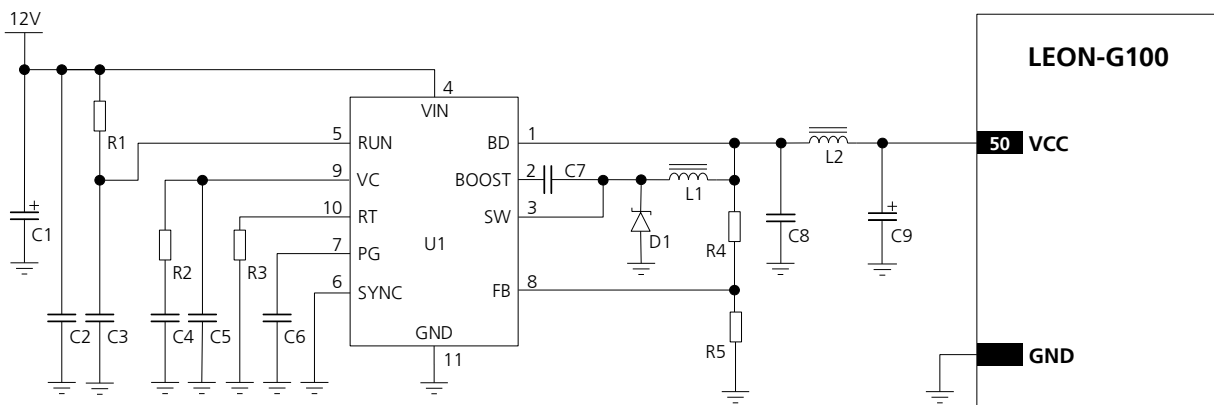 12V
LEON-G100
4
VIN
R1
5
RUN
BD
1
50
VCC
L2
9
VC
BOOST
2
C7
L1
10
RT
SW
3
C1
+
R2
R3
7
PG
U1
D1
R4
C8
+
C9
6
SYNC
FB
8
C2
C3
C4
C5
C6
GND
11
R5
GND